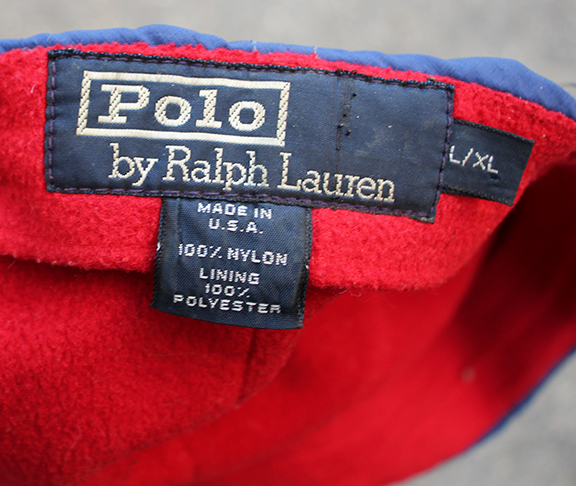 Polo
by Ralph Lauren
L/XL
MADE IN
U.S.A.
100% NYLON
LINING
100%
POLYESTER